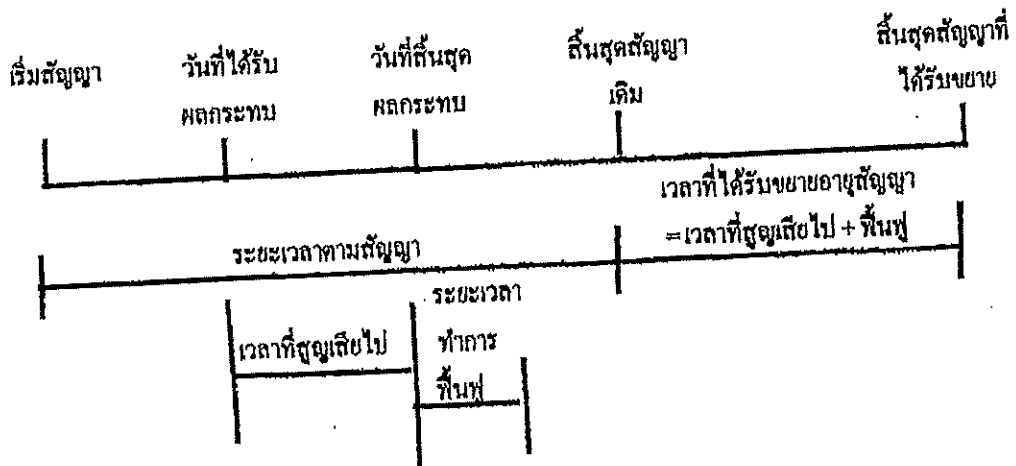 เริ่มสัญญา
วันที่ได้รับ
ผลกระทบ
วันที่สิ้นสุด
ผลกระทบ
สิ้นสุดสัญญา
เดิม
สิ้นสุดสัญญาที่
ได้รับขยาย
เวลาที่ได้รับขยายอายุสัญญา
=เวลาที่สูญเสียไป + ฟื้นฟู
ระยะเวลาตามสัญญา
ระยะเวลา
ทำการ
ฟื้นฟู
เวลาที่สูญเสียไป